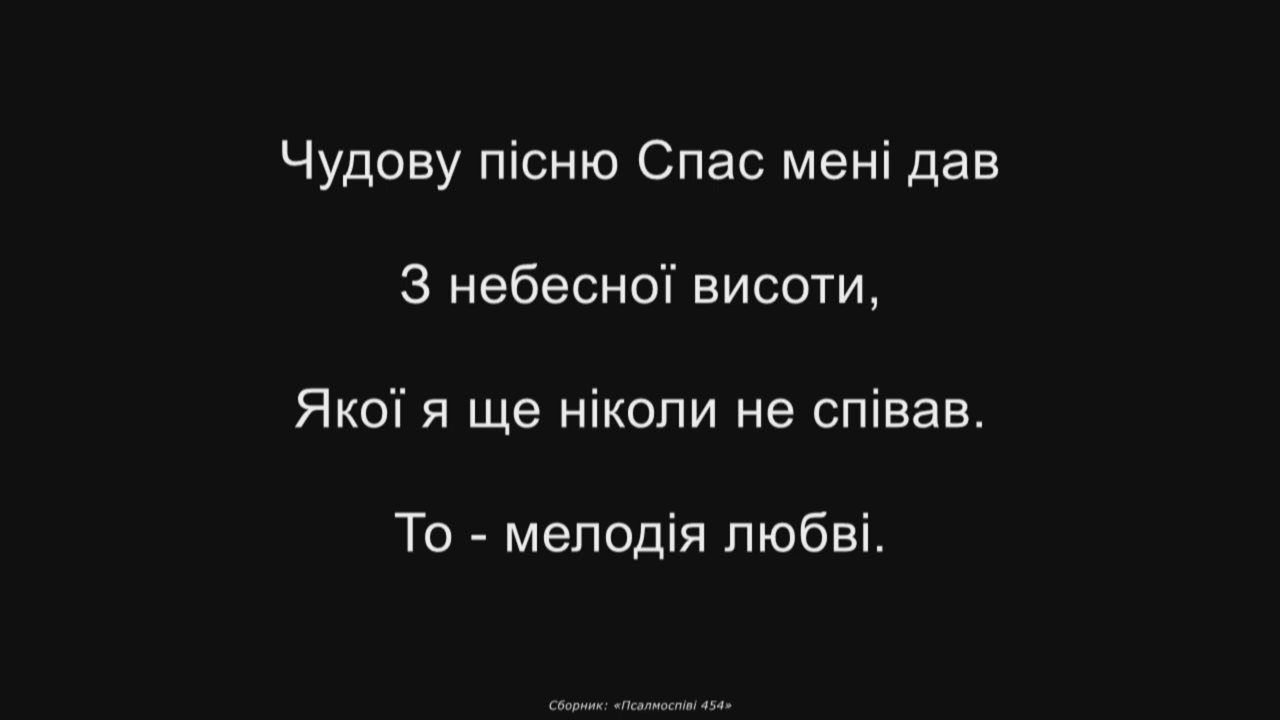 Чудову пісню Спас мені дав
З небесної висоти,
Якої я ще ніколи не співав.
То - мелодія любві.
Сборник: «Псалмоспіві 454»